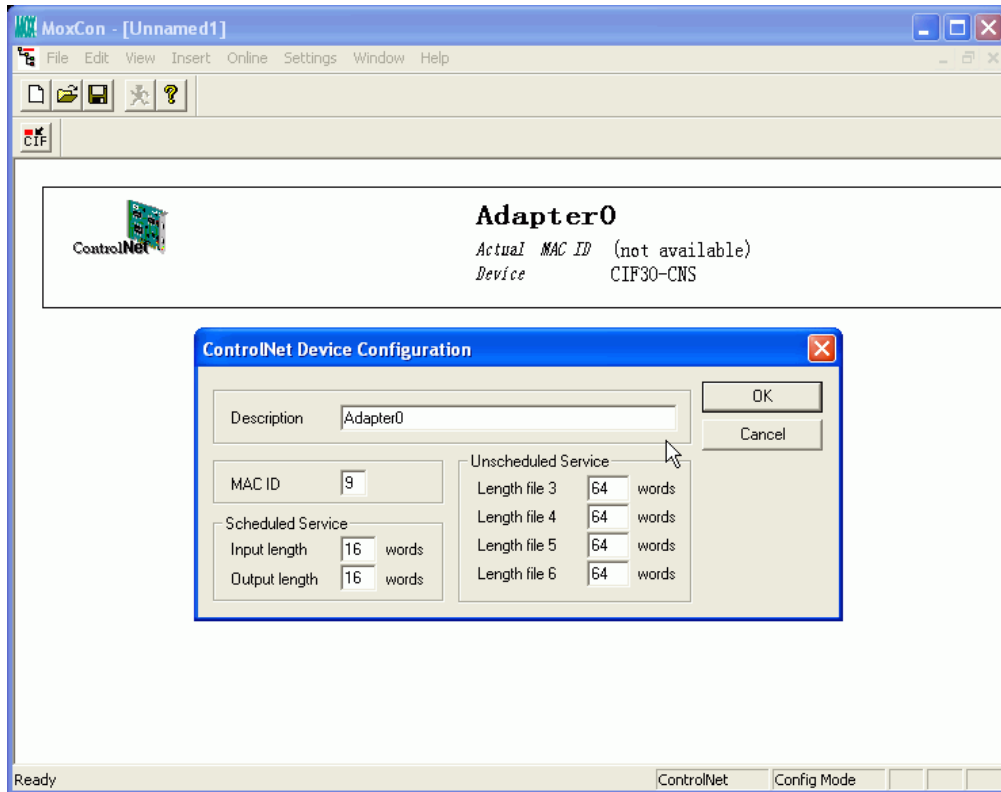 MoxCon - [Unnamed1]
File Edit View Insert Online Settings Window Help
CIF
ControlNet
Adapter0
Actual MAC ID (not available)
Device CIF30-CNS
ControlNet Device Configuration
Description Adapter0
OK
Cancel
MAC ID 9
Scheduled Service
Input length 16 words
Output length 16 words
Unscheduled Service
Length file 3 64 words
Length file 4 64 words
Length file 5 64 words
Length file 6 64 words
Ready ControlNet Config Mode